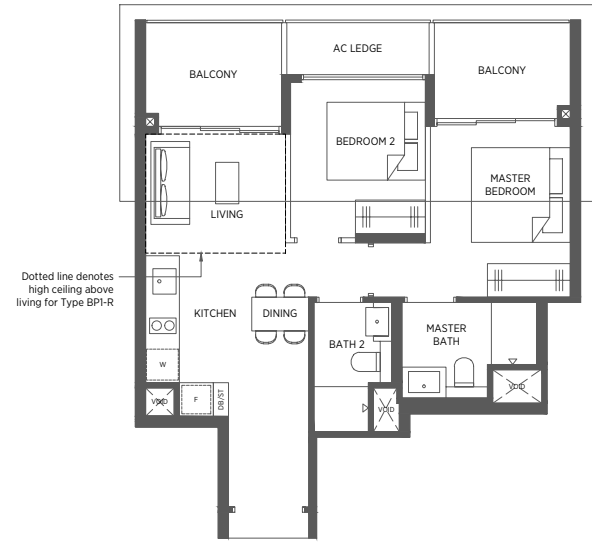 AC LEDGE
BALCONY
BALCONY
BEDROOM 2
MASTER
BEDROOM
LIVING
Dotted line denotes
high ceiling above
living for Type BP1-R
KITCHEN
DINING
BATH 2
MASTER
BATH
W
VOID
F
DB/ST
VOID
VOID